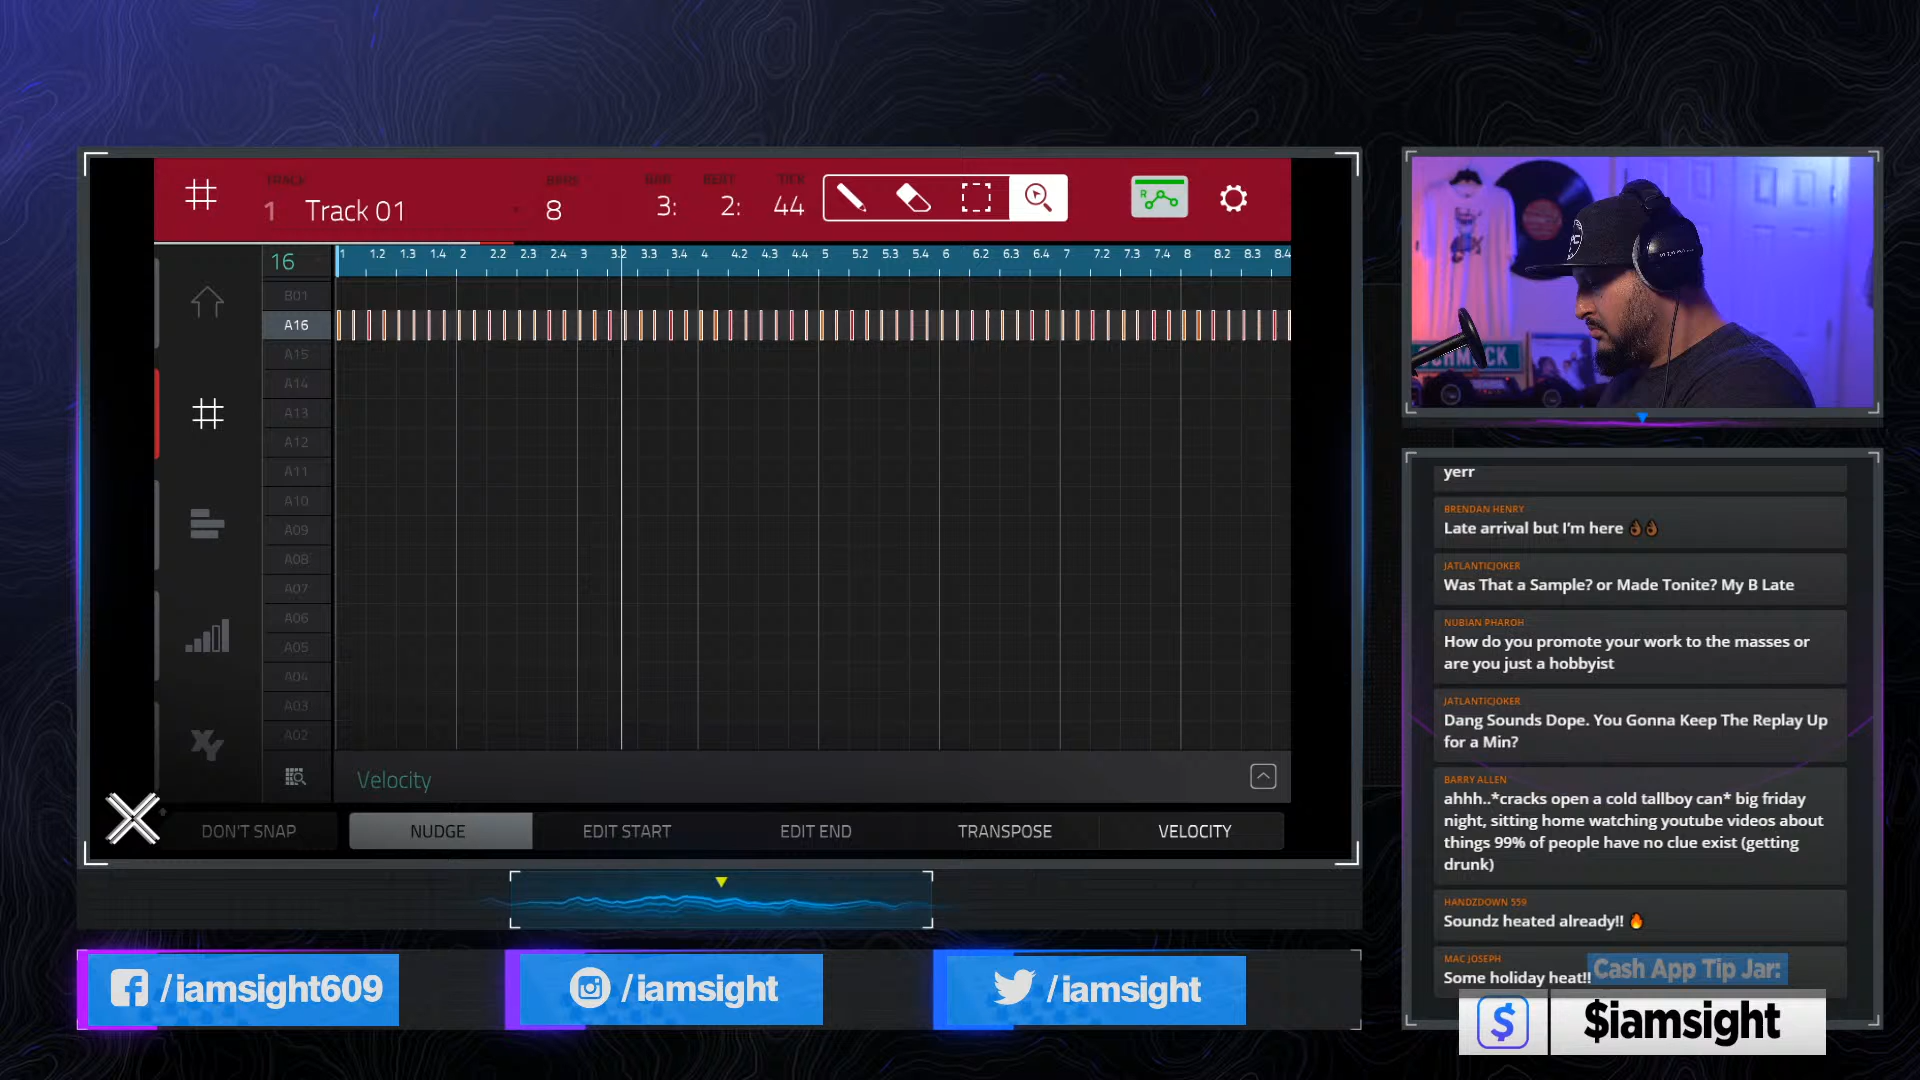 TRACK
BPRS
BAR
BEAT
TICK
1 Track 01
8
3:
2:
44
R
16
1 1.2 1.3 1.4 2 2.2 2.3 2.4 3 3.2 3.3 3.4 4 4.2 4.3 4.4 5 5.2 5.3 5.4 6 6.2 6.3 6.4 7 7.2 7.3 7.4 8 8.2 8.3 8.4
B01
A16
A15
A14
A13
A12
A11
A10
A09
A08
A07
A06
A05
A04
A03
A02
XY
Velocity
DON'T SNAP
NUDGE
EDIT START
EDIT END
TRANSPOSE
VELOCITY
/iamsight609
/iamsight
/iamsight
yerr
BRENDAN HENRY
Late arrival but I'm here 👌🏾👌🏾
JATLANTICJOKER
Was That a Sample? or Made Tonite? My B Late
NUBIAN PHAROH
How do you promote your work to the masses or
are you just a hobbyist
JATLANTICJOKER
Dang Sounds Dope. You Gonna Keep The Replay Up
for a Min?
BARRY ALLEN
ahhh..*cracks open a cold tallboy can* big friday
night, sitting home watching youtube videos about
things 99% of people have no clue exist (getting
drunk)
HANDZDOWN 559
Soundz heated already!! 🔥
MAC JOSEPH
Some holiday heat!!
Cash App Tip Jar:
$iamsight